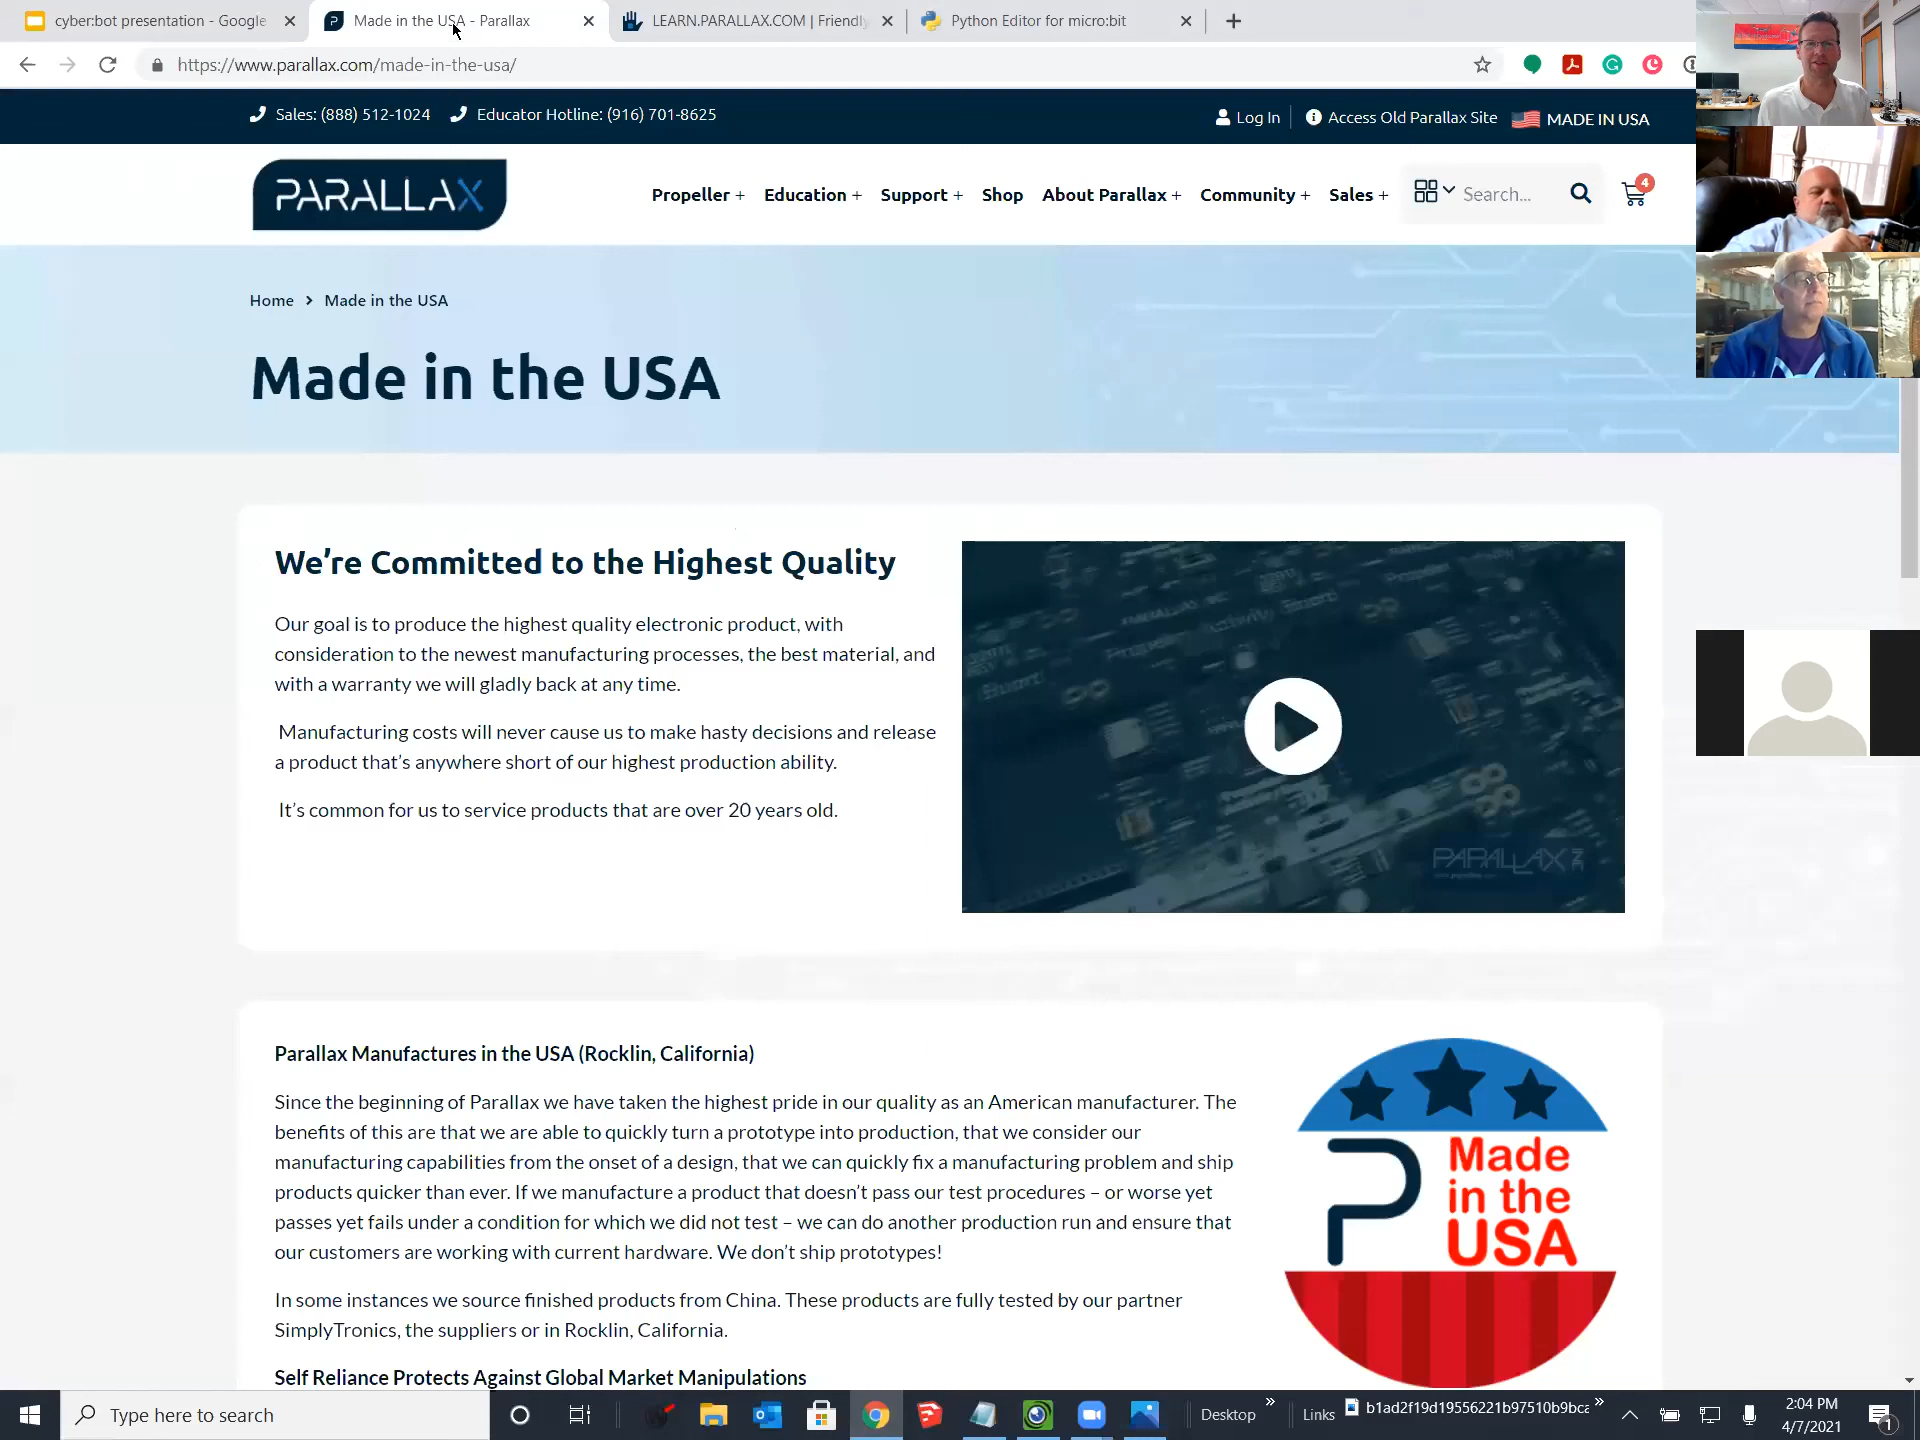 cyber:bot presentation - Google
Made in the USA - Parallax
LEARN.PARALLAX.COM | Friendly
Python Editor for micro:bit
https://www.parallax.com/made-in-the-usa/
Sales: (888) 512-1024
Educator Hotline: (916) 701-8625
Log In
Access Old Parallax Site
MADE IN USA
PARALLAX
Propeller +
Education +
Support +
Shop
About Parallax +
Community +
Sales +
Search...
4
Home > Made in the USA
Made in the USA
We're Committed to the Highest Quality
Our goal is to produce the highest quality electronic product, with
consideration to the newest manufacturing processes, the best material, and
with a warranty we will gladly back at any time.
Manufacturing costs will never cause us to make hasty decisions and release
a product that's anywhere short of our highest production ability.
It's common for us to service products that are over 20 years old.
PARALLAX INC
Parallax Manufactures in the USA (Rocklin, California)
Since the beginning of Parallax we have taken the highest pride in our quality as an American manufacturer. The
benefits of this are that we are able to quickly turn a prototype into production, that we consider our
manufacturing capabilities from the onset of a design, that we can quickly fix a manufacturing problem and ship
products quicker than ever. If we manufacture a product that doesn't pass our test procedures – or worse yet
passes yet fails under a condition for which we did not test – we can do another production run and ensure that
our customers are working with current hardware. We don't ship prototypes!
In some instances we source finished products from China. These products are fully tested by our partner
SimplyTronics, the suppliers or in Rocklin, California.
Self Reliance Protects Against Global Market Manipulations
P
Made
in the
USA
Type here to search
Desktop
Links
b1ad2f19d19556221b97510b9bca
2:04 PM
4/7/2021
1